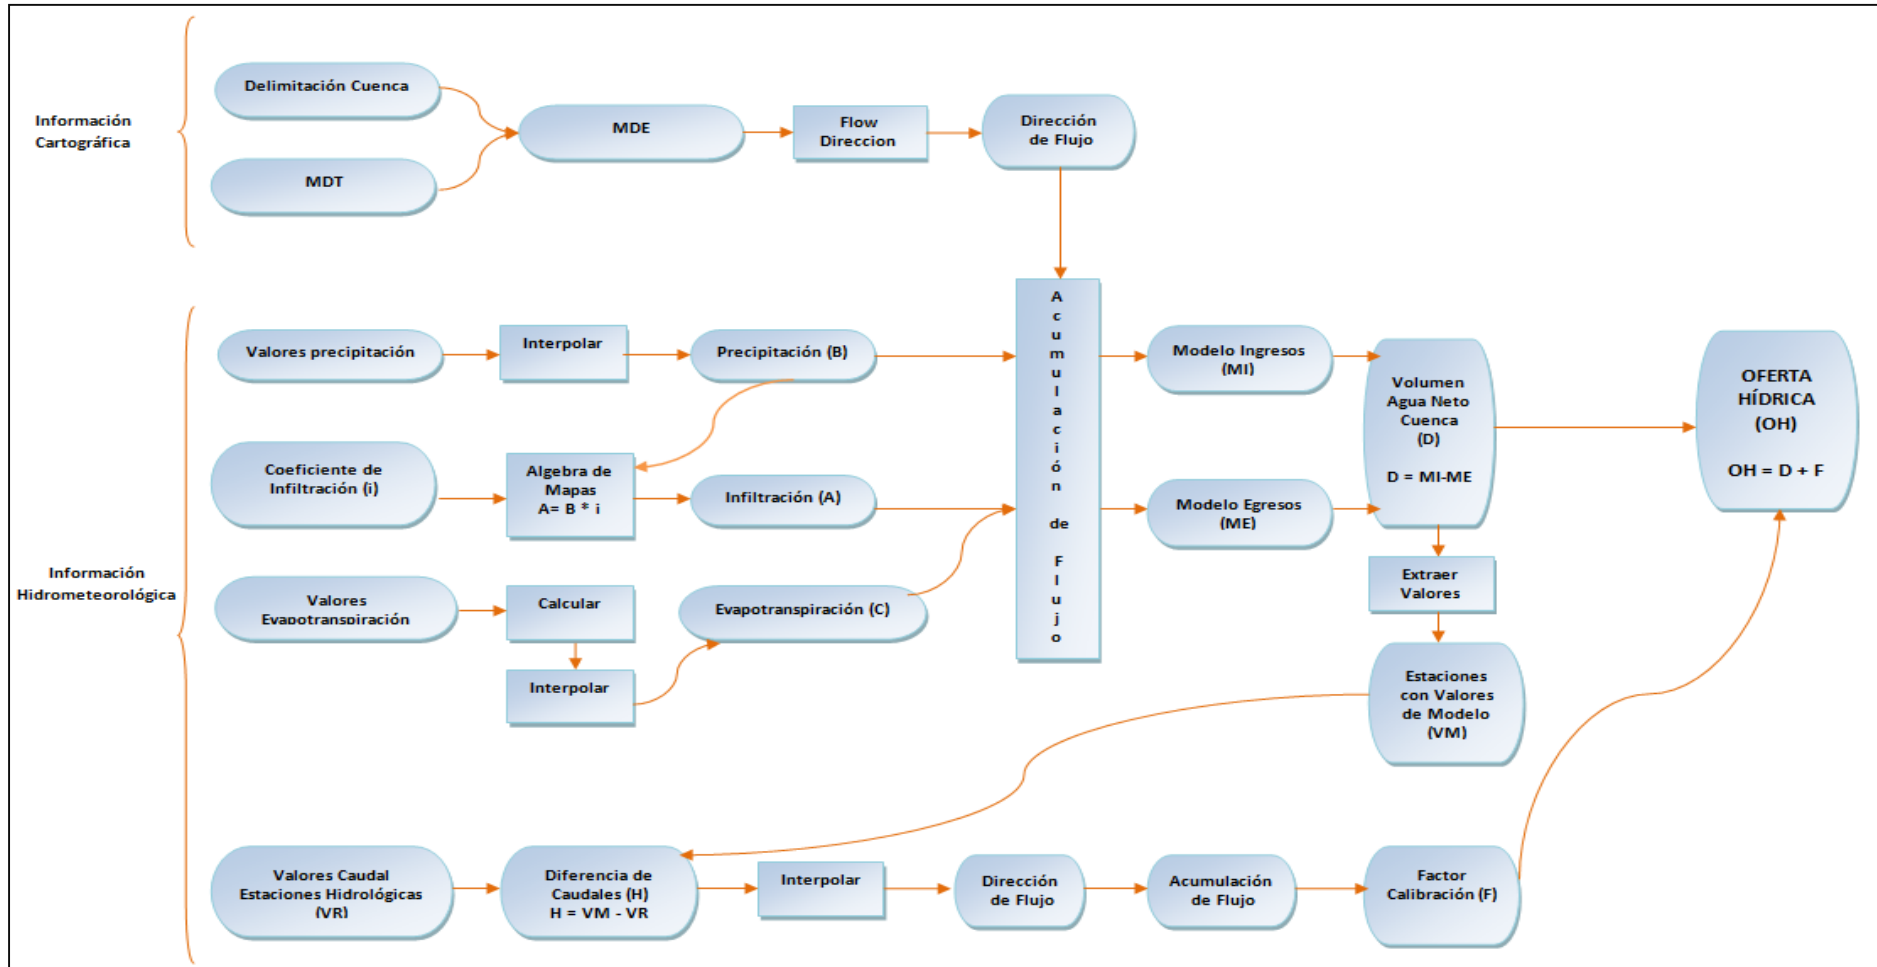 Información
Cartográfica
Delimitación Cuenca
MDT
MDE
Flow
Direccion
Dirección
de Flujo
Información
Hidrometeorológica
Valores precipitación
Interpolar
Precipitación (B)
Coeficiente de
Infiltración (i)
Algebra de
Mapas
A= B * i
Infiltración (A)
Valores
Evapotranspiración
Calcular
Interpolar
Evapotranspiración (C)
A
c
u
m
u
l
a
c
i
ó
n
de
F
l
u
j
o
Modelo Ingresos
(MI)
Modelo Egresos
(ME)
Volumen
Agua Neto
Cuenca
(D)
D = MI-ME
Extraer
Valores
Estaciones
con Valores
de Modelo
(VM)
OFERTA
HÍDRICA
(OH)
OH = D + F
Valores Caudal
Estaciones Hidrológicas
(VR)
Diferencia de
Caudales (H)
H = VM - VR
Interpolar
Dirección
de Flujo
Acumulación
de Flujo
Factor
Calibración (F)